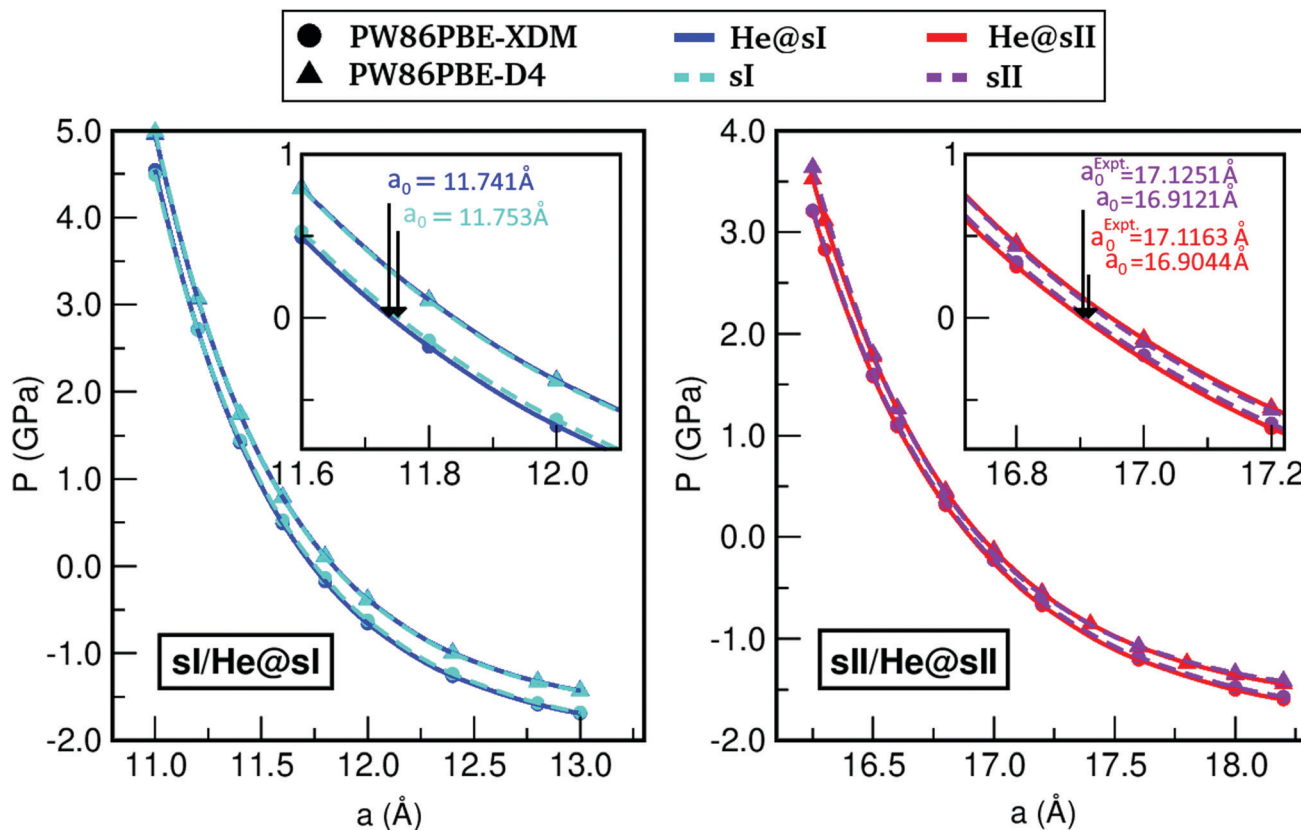 PW86PBE-XDM He@sI He@sII
PW86PBE-D4 sI sII
5.0
4.0
3.0
2.0
1.0
0.0
-1.0
-2.0
P (GPa)
11.0 11.5 12.0 12.5 13.0
a (Å)
sI/He@sI
1
0
11.6 11.8 12.0
a₀ = 11.741Å
a₀ = 11.753Å
4.0
3.0
2.0
1.0
0.0
-1.0
-2.0
P (GPa)
16.5 17.0 17.5 18.0
a (Å)
sII/He@sII
1
0
16.8 17.0 17.2
a₀^Expt.=17.1251Å
a₀=16.9121Å
a₀^Expt.=17.1163 Å
a₀=16.9044Å